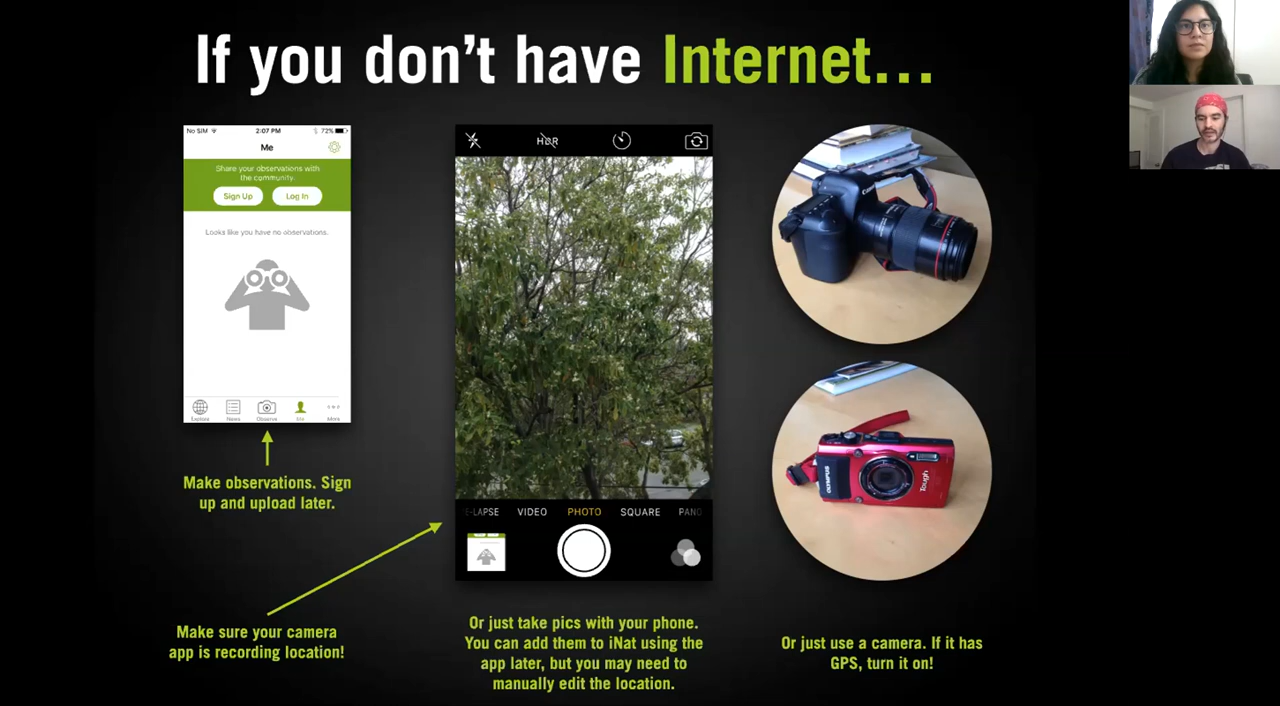 If you don't have Internet...
No SIM
2:07 PM
72%
Me
Share your observations with
the community.
Sign Up
Log In
Looks like you have no observations.
Explore
News
Observe
Me
More
Make observations. Sign
up and upload later.
Make sure your camera
app is recording location!
HDR
E-LAPSE
VIDEO
PHOTO
SQUARE
PANO
Or just take pics with your phone.
You can add them to iNat using the
app later, but you may need to
manually edit the location.
Canon
OLYMPUS
Tough
Or just use a camera. If it has
GPS, turn it on!